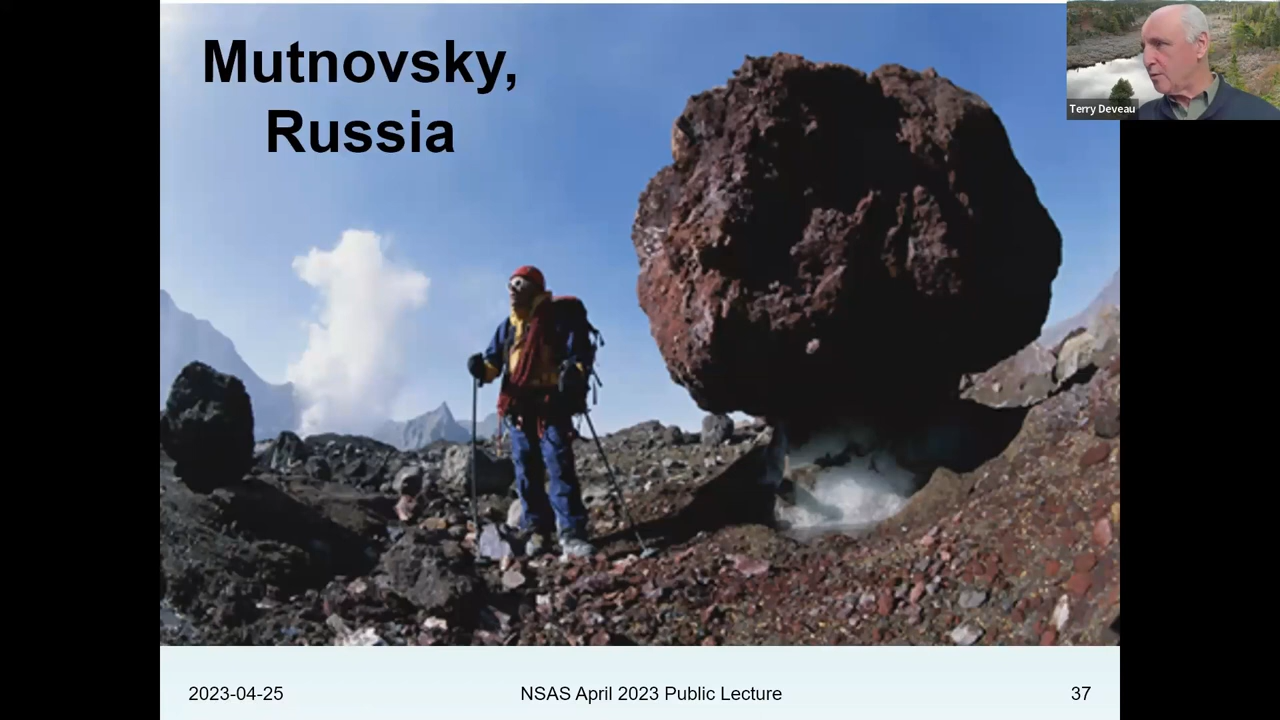 Mutnovsky,
Russia
Terry Deveau
2023-04-25
NSAS April 2023 Public Lecture
37